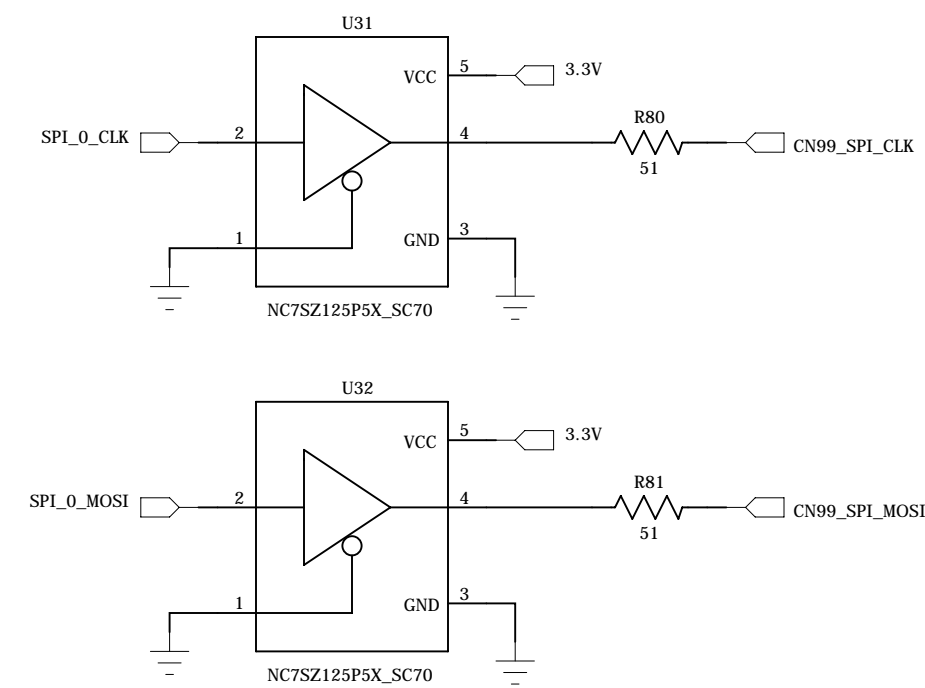 U31
VCC
5
3.3V
SPI_0_CLK
2
4
R80
51
CN99_SPI_CLK
1
GND
3
NC7SZ125P5X_SC70
U32
VCC
5
3.3V
SPI_0_MOSI
2
4
R81
51
CN99_SPI_MOSI
1
GND
3
NC7SZ125P5X_SC70